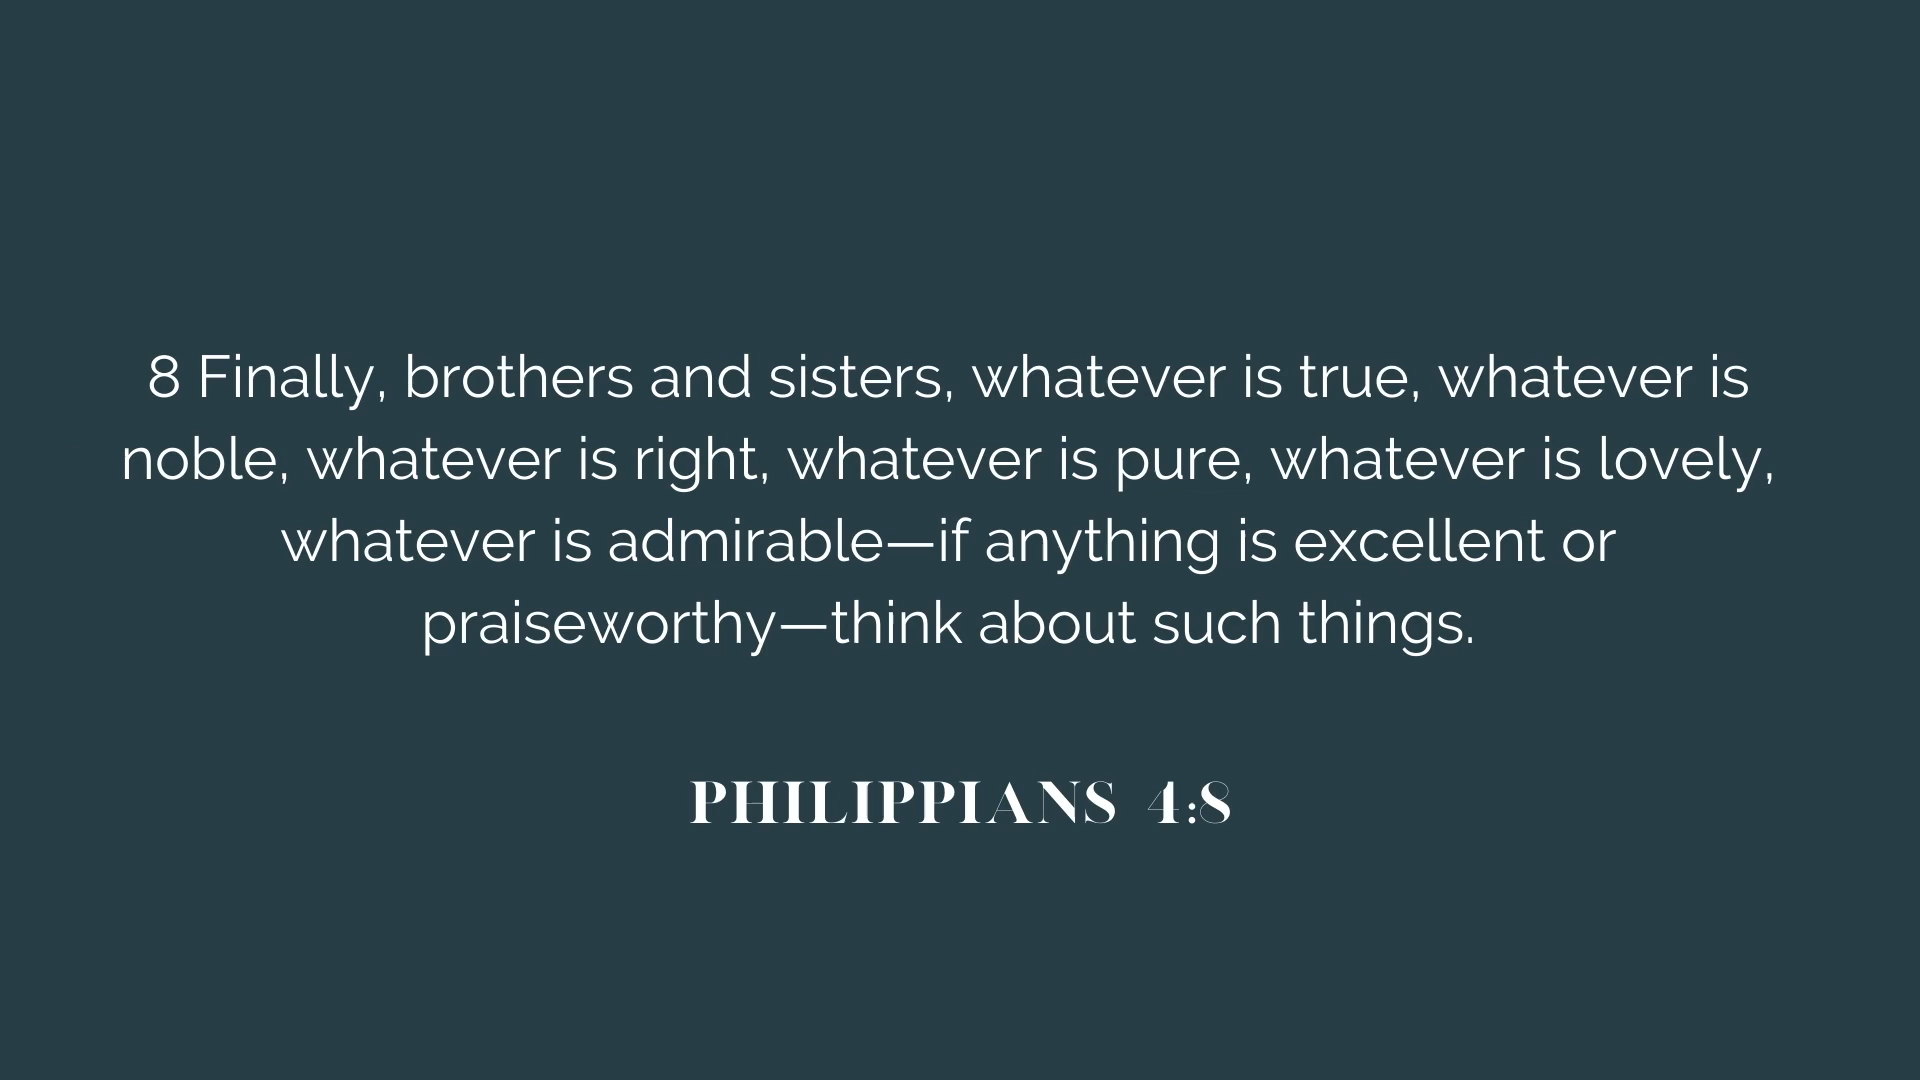 8 Finally, brothers and sisters, whatever is true, whatever is
noble, whatever is right, whatever is pure, whatever is lovely,
whatever is admirable—if anything is excellent or
praiseworthy—think about such things.
PHILIPPIANS 4:8